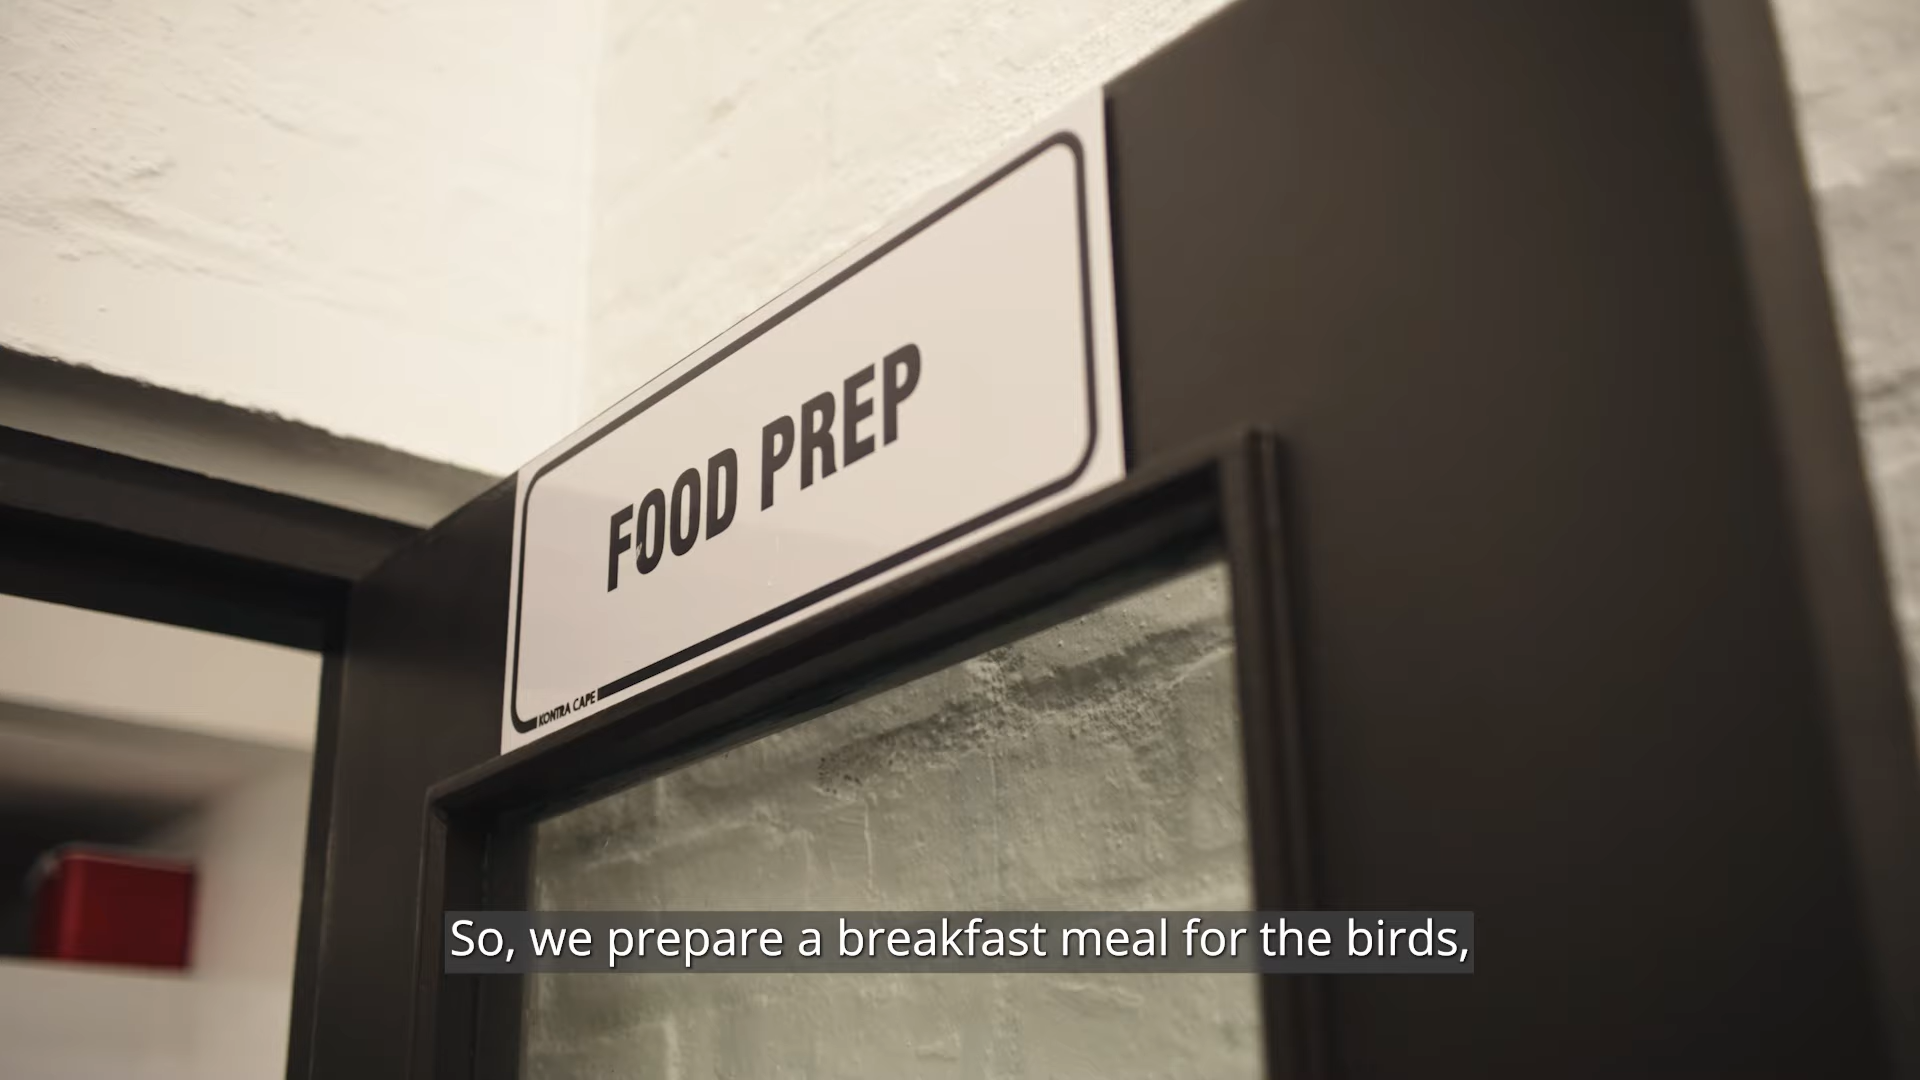 FOOD PREP
KONTRA CAPE
So, we prepare a breakfast meal for the birds,